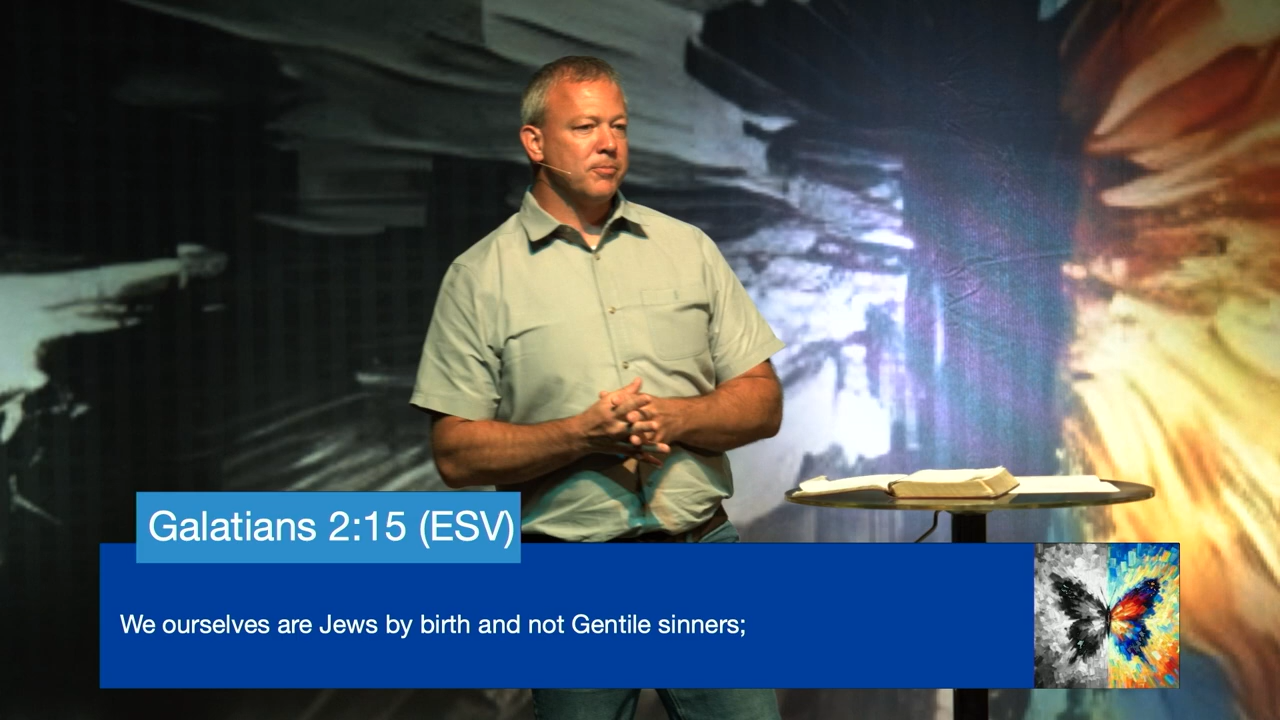 Galatians 2:15 (ESV)
We ourselves are Jews by birth and not Gentile sinners;